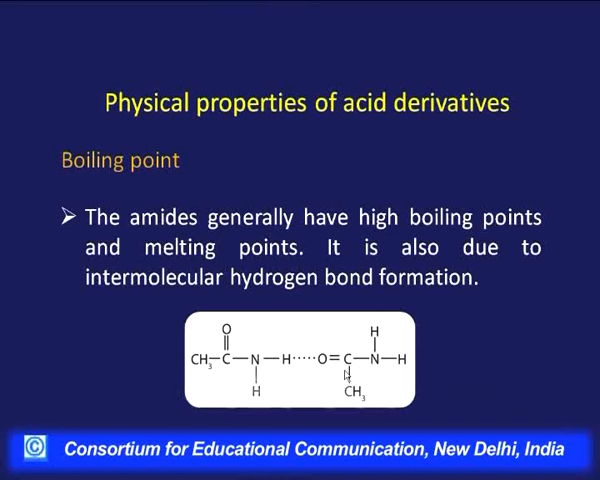 Physical properties of acid derivatives
Boiling point
➢ The amides generally have high boiling points
and melting points. It is also due to
intermolecular hydrogen bond formation.
O H
CH3—C—N—H·····O=C—N—H
H CH3
© Consortium for Educational Communication, New Delhi, India